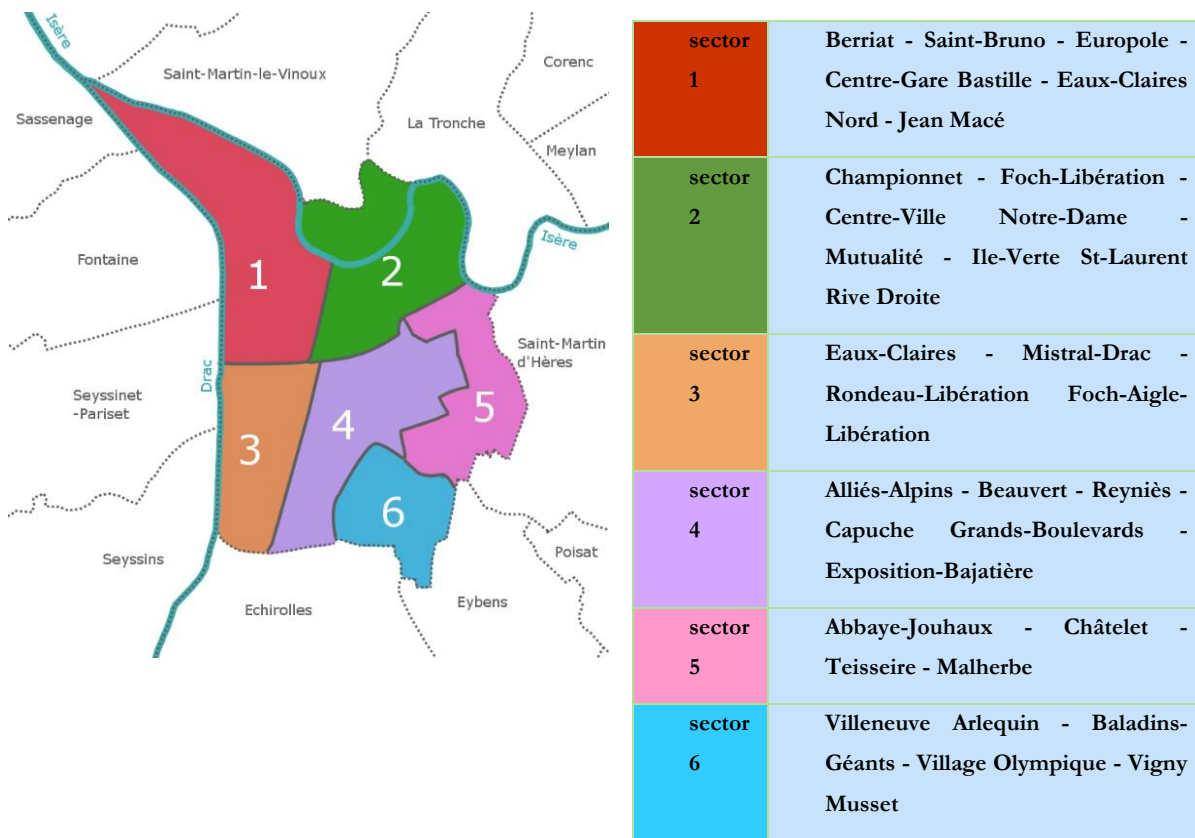 Isère
Saint-Martin-le-Vinoux
Corenc
Sassenage
La Tronche
Meylan
Isère
Fontaine
1
2
Saint-Martin
d'Hères
Drac
Seyssinet
-Pariset
3
4
5
6
Seyssins
Poisat
Echirolles
Eybens
sector
1
Berriat - Saint-Bruno - Europole -
Centre-Gare Bastille - Eaux-Claires
Nord - Jean Macé
sector
2
Championnet - Foch-Libération -
Centre-Ville Notre-Dame -
Mutualité - Ile-Verte St-Laurent
Rive Droite
sector
3
Eaux-Claires - Mistral-Drac -
Rondeau-Libération Foch-Aigle-
Libération
sector
4
Alliés-Alpins - Beauvert - Reyniès -
Capuche Grands-Boulevards -
Exposition-Bajatière
sector
5
Abbaye-Jouhaux - Châtelet -
Teisseire - Malherbe
sector
6
Villeneuve Arlequin - Baladins-
Géants - Village Olympique - Vigny
Musset